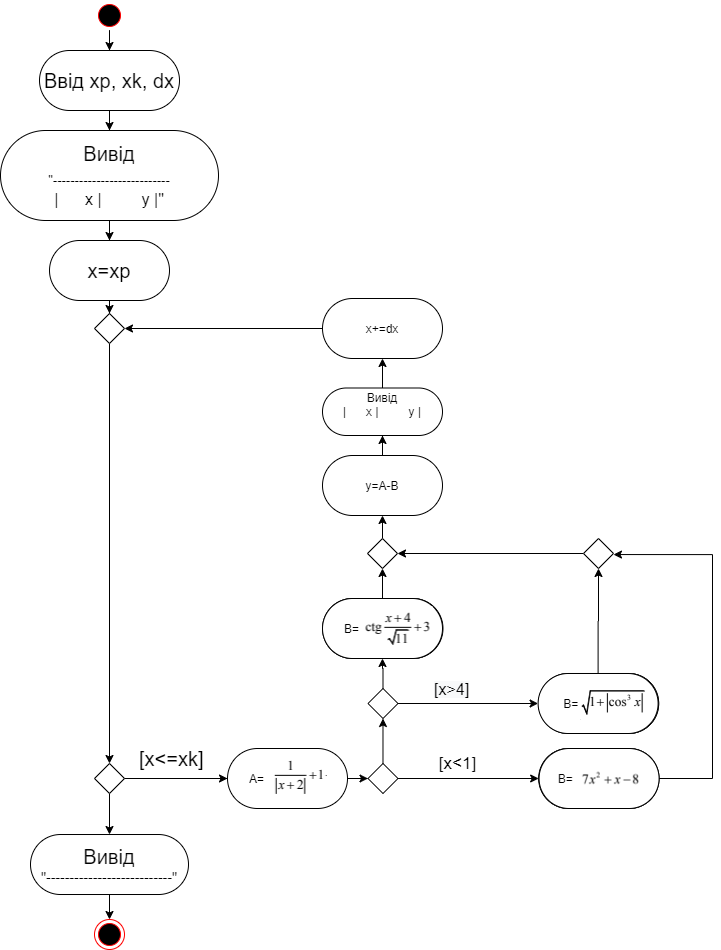 Ввід xp, xk, dx
Вивід
"---------------------------
| x | y |"
x=xp
x+=dx
Вивід
| x | y |
y=A-B
B= ctg (x+4)/√11 +3
[x>4]
B= √(1+|cos³ x|)
[x<=xk]
A= 1/|x+2| +1
[x<1]
B= 7x² + x − 8
Вивід
"---------------------------"